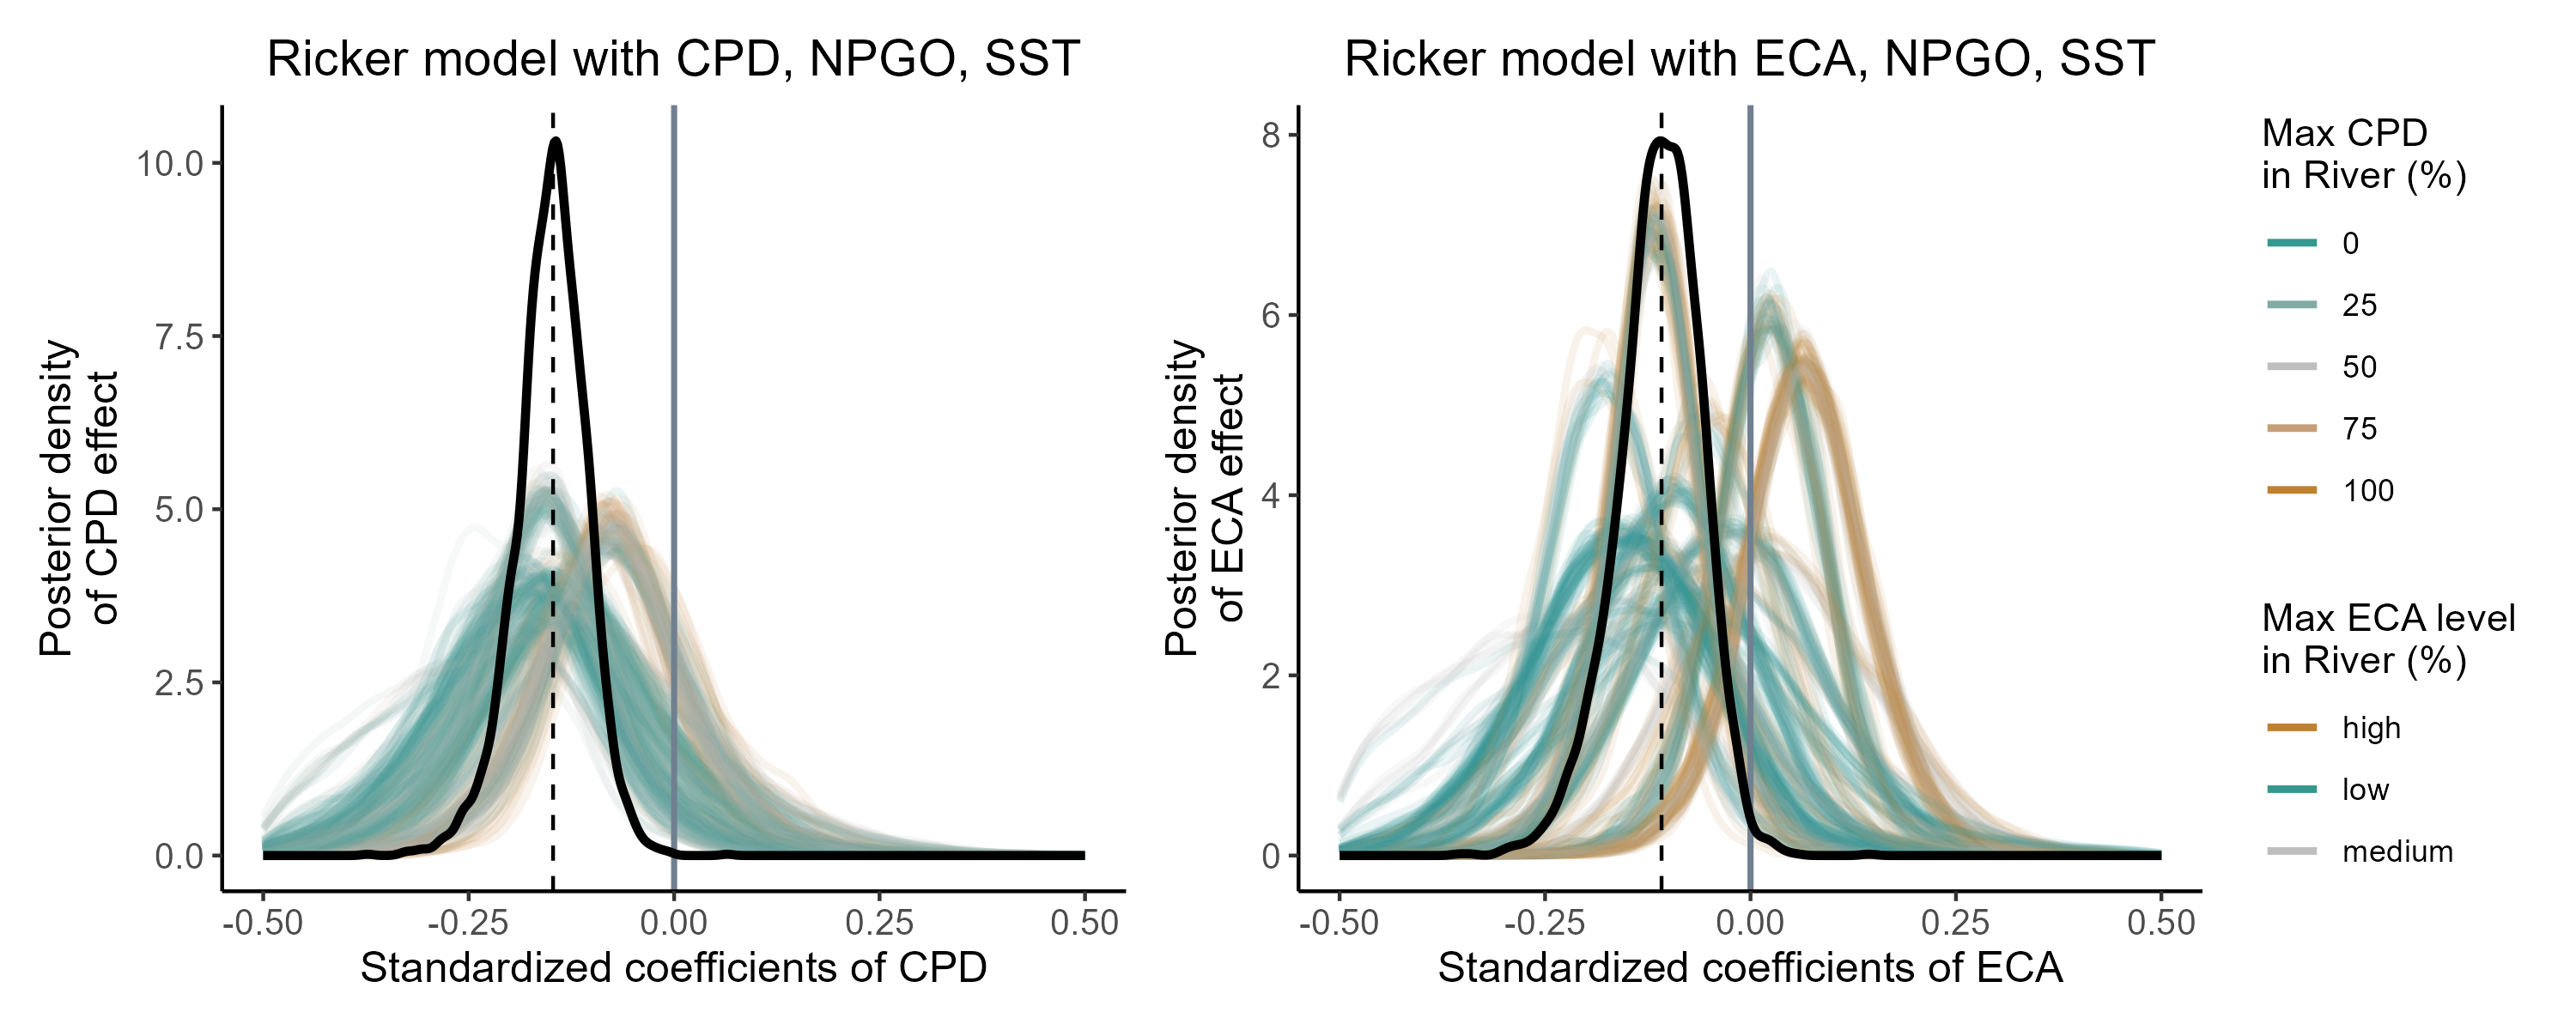 Ricker model with CPD, NPGO, SST
Posterior density
of CPD effect
10.0
7.5
5.0
2.5
0.0
-0.50
-0.25
0.00
0.25
0.50
Standardized coefficients of CPD
Ricker model with ECA, NPGO, SST
Posterior density
of ECA effect
8
6
4
2
0
-0.50
-0.25
0.00
0.25
0.50
Standardized coefficients of ECA
Max CPD
in River (%)
0
25
50
75
100
Max ECA level
in River (%)
high
low
medium